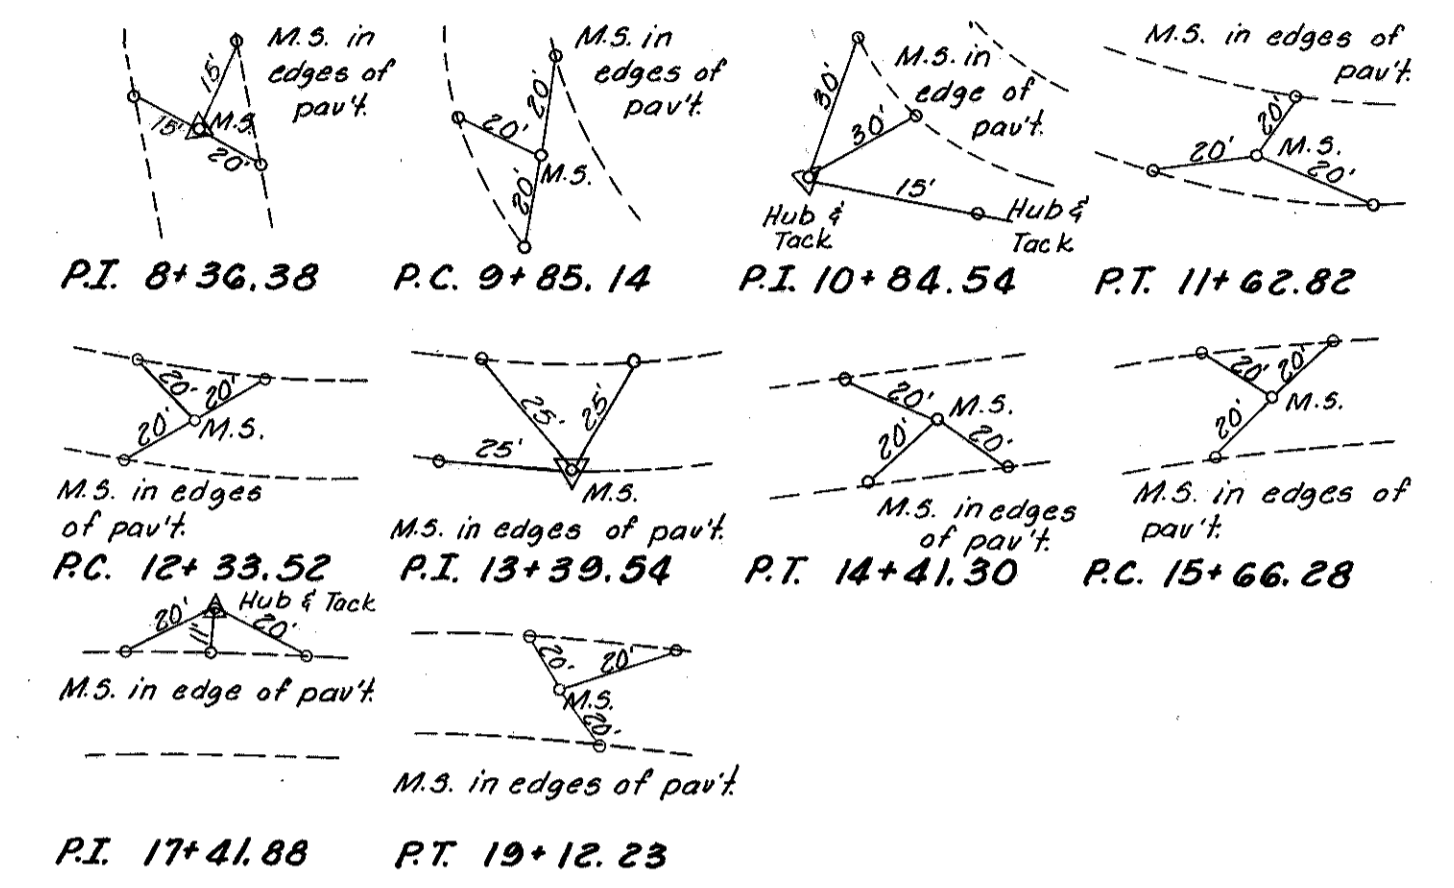 M.S. in
edges of
pav't.
15'
15'
M.S.
20'
P.I. 8+36.38
M.S. in
edges of
pav't.
20'
20'
M.S.
20'
P.C. 9+85.14
M.S. in
edge of
pav't.
30'
30'
15'
Hub &
Tack
Hub &
Tack
P.I. 10+84.54
M.S. in edges of
pav't.
20'
20'
M.S.
20'
P.T. 11+62.82
20'
20'
20'
M.S.
M.S. in edges
of pav't.
P.C. 12+33.52
25'
25'
25'
M.S.
M.S. in edges of pav't.
P.I. 13+39.54
20'
M.S.
20'
20'
M.S. in edges
of pav't.
P.T. 14+41.30
20'
20'
20'
M.S.
M.S. in edges of
pav't.
P.C. 15+66.28
Hub & Tack
20'
11'
20'
M.S. in edge of pav't.
P.I. 17+41.88
20'
20'
M.S.
20'
M.S. in edges of pav't.
P.T. 19+12.23